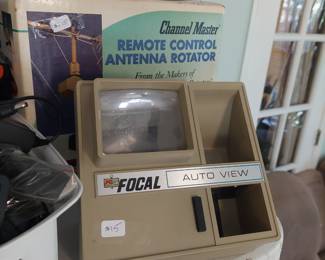 Channel Master
REMOTE CONTROL
ANTENNA ROTATOR
From the Makers of
FOCAL
AUTO VIEW
$15